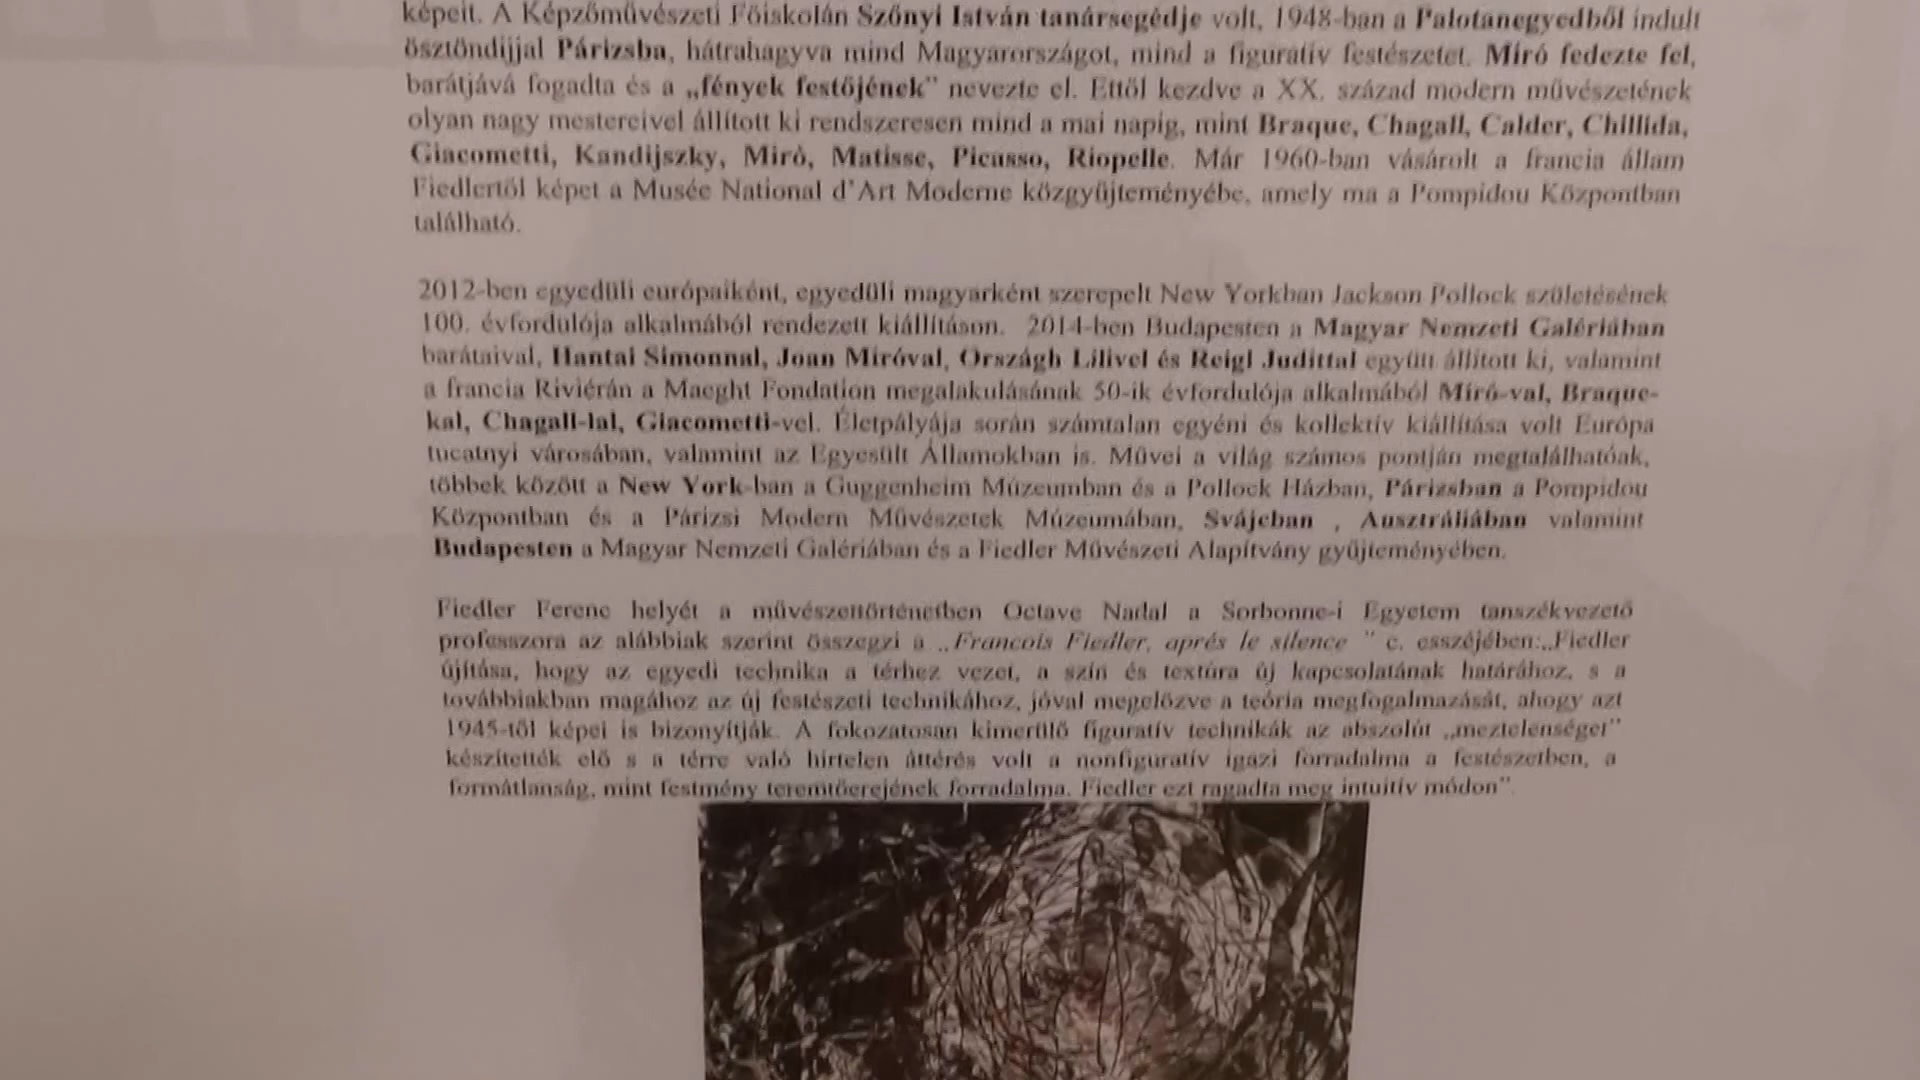 képeit. A Képzőművészeti Főiskolán Szőnyi István tanársegédje volt, 1948-ban a Palotanegyedből indult
ösztöndíjjal Párizsba, hátrahagyva mind Magyarországot, mind a figuratív festészetet. Miró fedezte fel,
barátjává fogadta és a „fények festőjének” nevezte el. Ettől kezdve a XX. század modern művészetének
olyan nagy mestereivel állított ki rendszeresen mind a mai napig, mint Braque, Chagall, Calder, Chillida,
Giacometti, Kandijszky, Mirò, Matisse, Picasso, Riopelle. Már 1960-ban vásárolt a francia állam
Fiedlertől képet a Musée National d’Art Moderne közgyűjteményébe, amely ma a Pompidou Központban
található.
2012-ben egyedüli európaiként, egyedüli magyarként szerepelt New Yorkban Jackson Pollock születésének
100. évfordulója alkalmából rendezett kiállításon. 2014-ben Budapesten a Magyar Nemzeti Galériában
barátaival, Hantai Simonnal, Joan Miróval, Országh Lilivel és Reigl Judittal együtt állított ki, valamint
a francia Riviérán a Maeght Fondation megalakulásának 50-ik évfordulója alkalmából Miró-val, Braque-
kal, Chagall-lal, Giacometti-vel. Életpályája során számtalan egyéni és kollektív kiállítása volt Európa
tucatnyi városában, valamint az Egyesült Államokban is. Művei a világ számos pontján megtalálhatóak,
többek között a New York-ban a Guggenheim Múzeumban és a Pollock Házban, Párizsban a Pompidou
Központban és a Párizsi Modern Művészetek Múzeumában, Svájcban , Ausztráliában valamint
Budapesten a Magyar Nemzeti Galériában és a Fiedler Művészeti Alapítvány gyűjteményében.
Fiedler Ferenc helyét a művészettörténetben Octave Nadal a Sorbonne-i Egyetem tanszékvezető
professzora az alábbiak szerint összegzi a „Francois Fiedler, aprés le silence ” c. esszéjében:„Fiedler
újítása, hogy az egyedi technika a térhez vezet, a szín és textúra új kapcsolatának határához, s a
továbbiakban magához az új festészeti technikához, jóval megelőzve a teória megfogalmazását, ahogy azt
1945-től képei is bizonyítják. A fokozatosan kimerülő figuratív technikák az abszolút „meztelenséget”
készítették elő s a térre való hirtelen áttérés volt a nonfiguratív igazi forradalma a festészetben, a
formátlanság, mint festmény teremtőerejének forradalma. Fiedler ezt ragadta meg intuitív módon”.